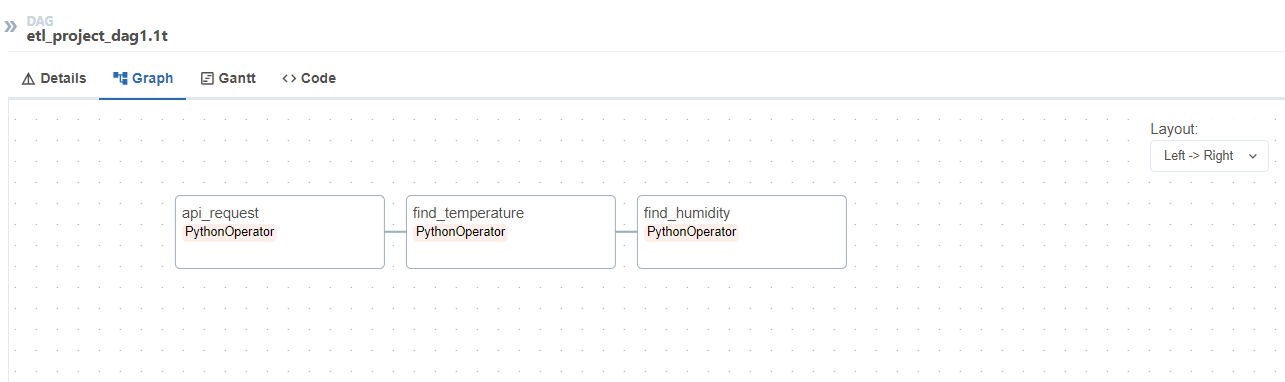 DAG
etl_project_dag1.1t
Details Graph Gantt Code
Layout:
Left -> Right
api_request
PythonOperator
find_temperature
PythonOperator
find_humidity
PythonOperator